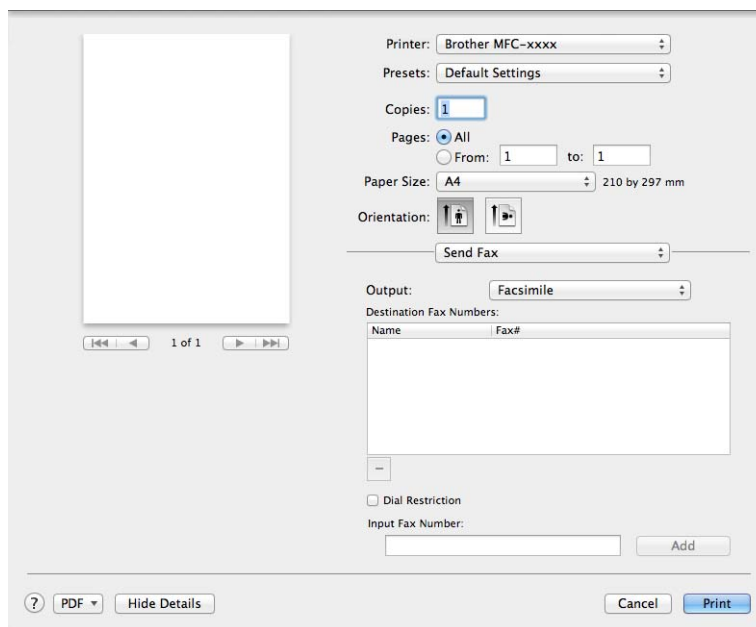 Printer: Brother MFC-xxxx
Presets: Default Settings
Copies: 1
Pages: All
From: 1 to: 1
Paper Size: A4 210 by 297 mm
Orientation:
Send Fax
Output: Facsimile
Destination Fax Numbers:
Name Fax#
1 of 1
−
Dial Restriction
Input Fax Number:
Add
? PDF Hide Details Cancel Print